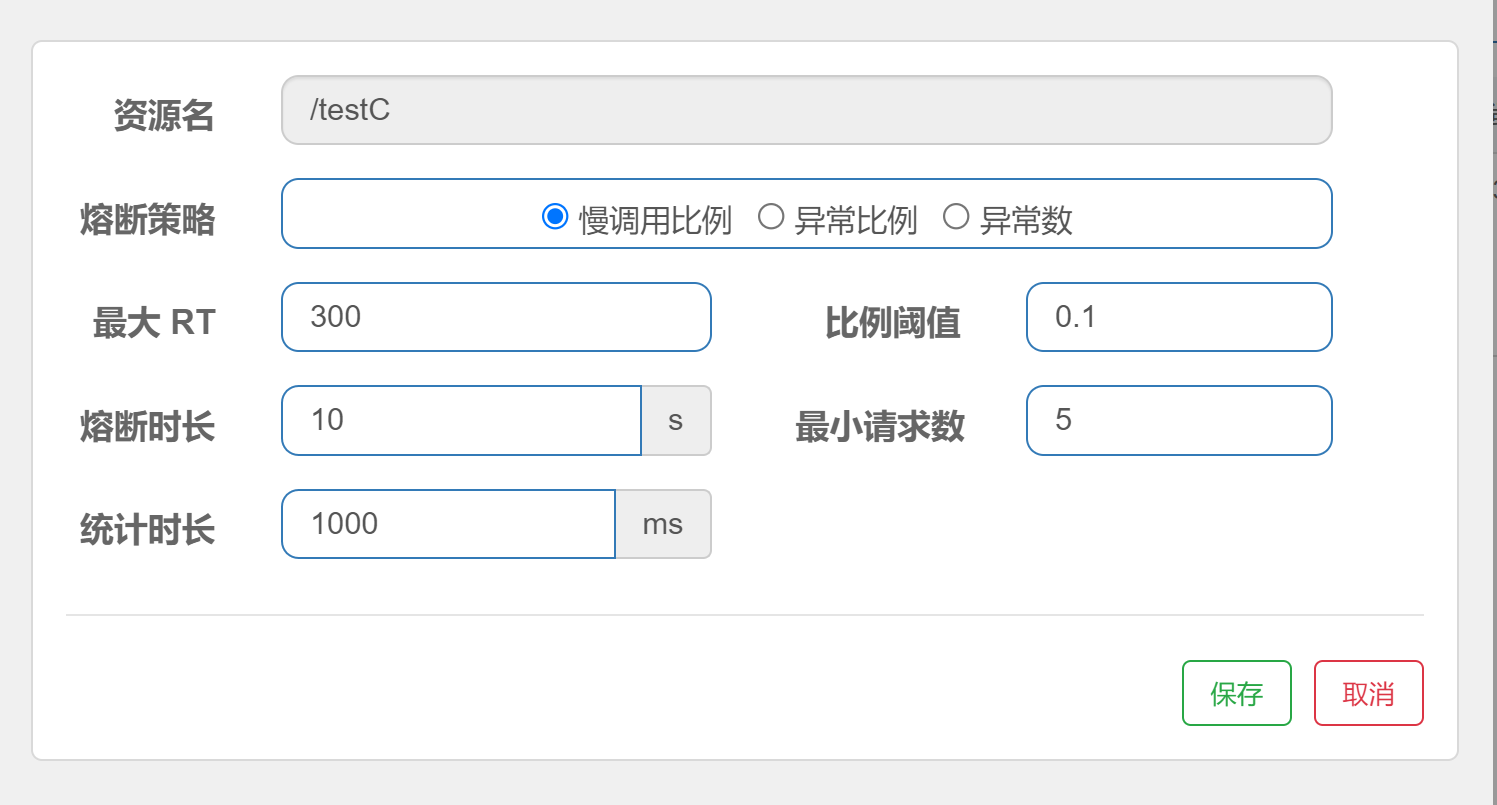 资源名 /testC
熔断策略 慢调用比例 异常比例 异常数
最大 RT 300 比例阈值 0.1
熔断时长 10 s 最小请求数 5
统计时长 1000 ms
保存 取消